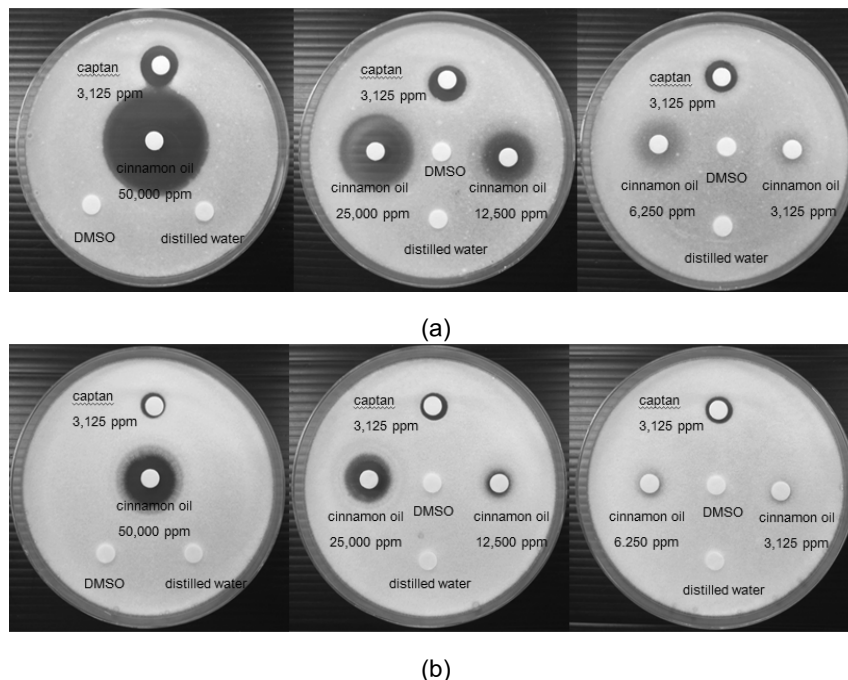 captan
3,125 ppm
cinnamon oil
50,000 ppm
DMSO
distilled water
captan
3,125 ppm
DMSO
cinnamon oil
25,000 ppm
cinnamon oil
12,500 ppm
distilled water
captan
3,125 ppm
DMSO
cinnamon oil
6,250 ppm
cinnamon oil
3,125 ppm
distilled water
(a)
captan
3,125 ppm
cinnamon oil
50,000 ppm
DMSO
distilled water
captan
3,125 ppm
DMSO
cinnamon oil
25,000 ppm
cinnamon oil
12,500 ppm
distilled water
captan
3,125 ppm
DMSO
cinnamon oil
6.250 ppm
cinnamon oil
3,125 ppm
distilled water
(b)